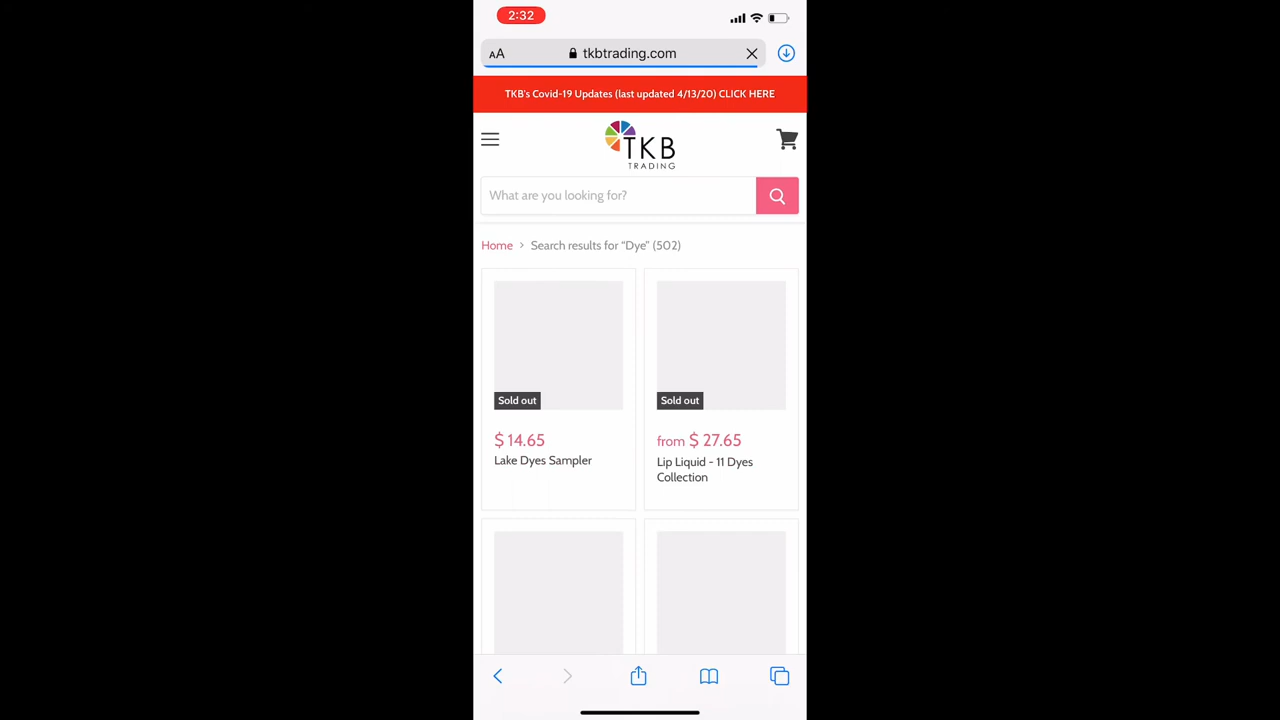 2:32
AA tkbtrading.com
TKB's Covid-19 Updates (last updated 4/13/20) CLICK HERE
TKB
TRADING
What are you looking for?
Home > Search results for “Dye” (502)
Sold out
$ 14.65
Lake Dyes Sampler
Sold out
from $ 27.65
Lip Liquid - 11 Dyes
Collection